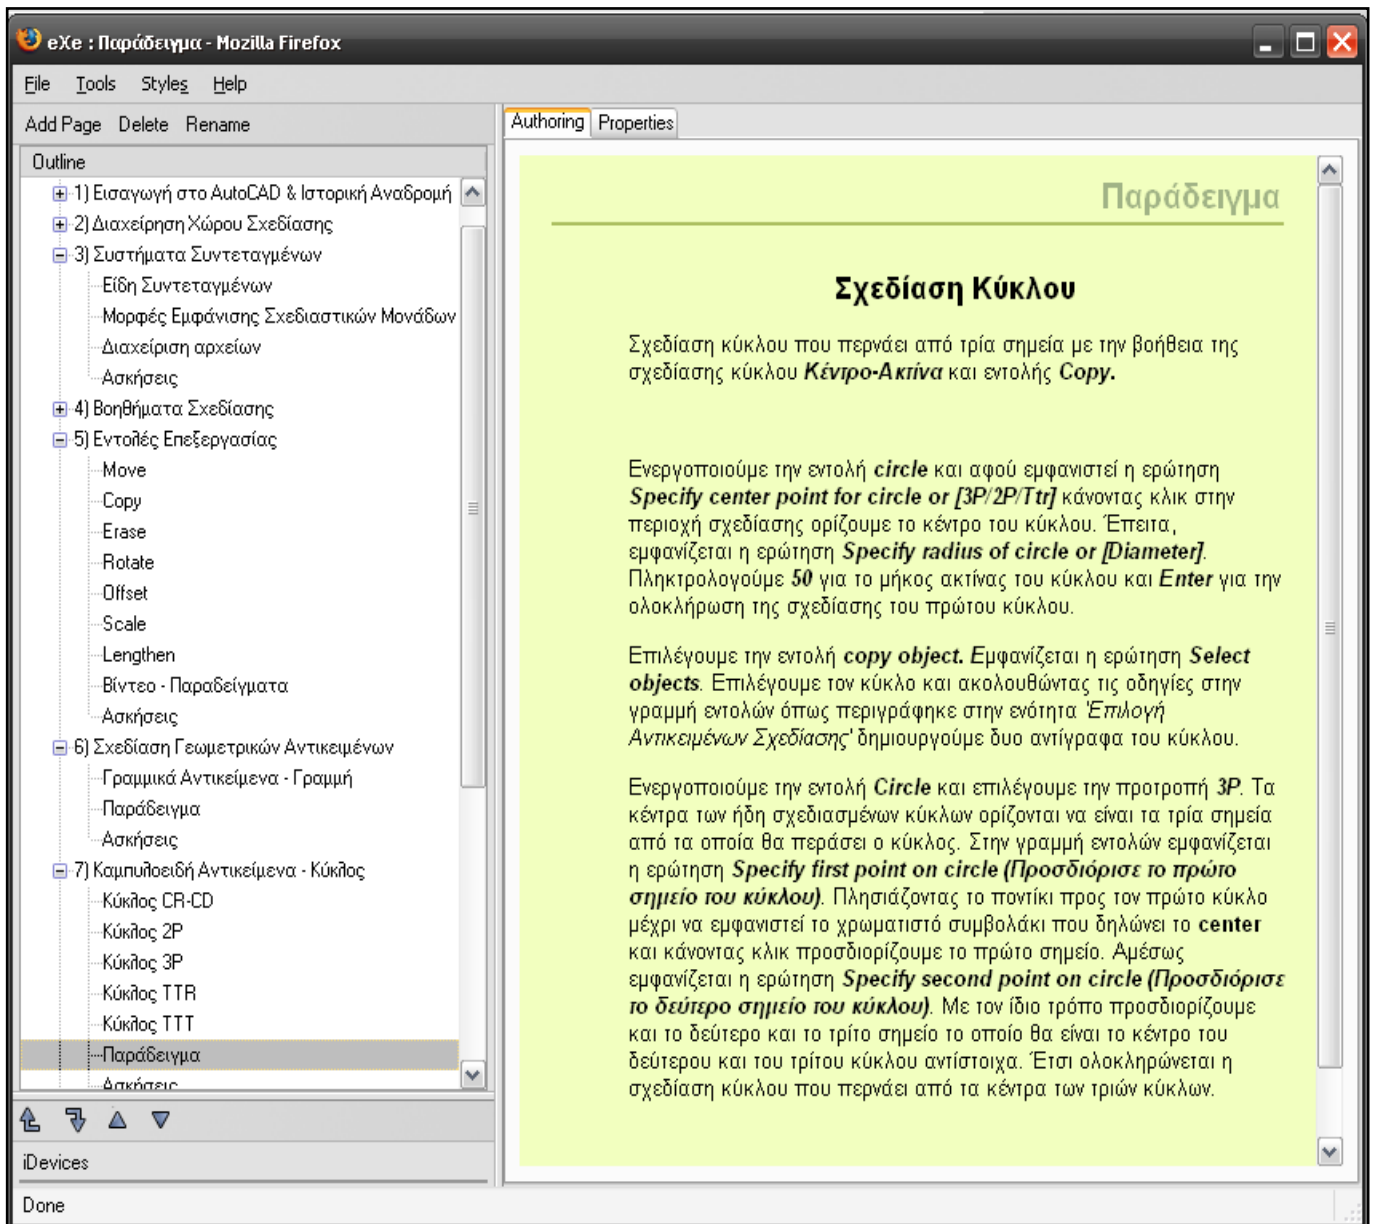 eXe : Παράδειγμα - Mozilla Firefox
File Tools Styles Help
Add Page Delete Rename
Outline
1) Εισαγωγή στο AutoCAD & Ιστορική Αναδρομή
2) Διαχείρηση Χώρου Σχεδίασης
3) Συστήματα Συντεταγμένων
Είδη Συντεταγμένων
Μορφές Εμφάνισης Σχεδιαστικών Μονάδων
Διαχείριση αρχείων
Ασκήσεις
4) Βοηθήματα Σχεδίασης
5) Εντολές Επεξεργασίας
Move
Copy
Erase
Rotate
Offset
Scale
Lengthen
Βίντεο - Παραδείγματα
Ασκήσεις
6) Σχεδίαση Γεωμετρικών Αντικειμένων
Γραμμικά Αντικείμενα - Γραμμή
Παράδειγμα
Ασκήσεις
7) Καμπυλοειδή Αντικείμενα - Κύκλος
Κύκλος CR-CD
Κύκλος 2P
Κύκλος 3P
Κύκλος TTR
Κύκλος TTT
Παράδειγμα
Ασκήσεις
iDevices
Done
Authoring Properties
Παράδειγμα
Σχεδίαση Κύκλου
Σχεδίαση κύκλου που περνάει από τρία σημεία με την βοήθεια της
σχεδίασης κύκλου Κέντρο-Ακτίνα και εντολής Copy.
Ενεργοποιούμε την εντολή circle και αφού εμφανιστεί η ερώτηση
Specify center point for circle or [3P/2P/Ttr] κάνοντας κλικ στην
περιοχή σχεδίασης ορίζουμε το κέντρο του κύκλου. Έπειτα,
εμφανίζεται η ερώτηση Specify radius of circle or [Diameter].
Πληκτρολογούμε 50 για το μήκος ακτίνας του κύκλου και Enter για την
ολοκλήρωση της σχεδίασης του πρώτου κύκλου.
Επιλέγουμε την εντολή copy object. Εμφανίζεται η ερώτηση Select
objects. Επιλέγουμε τον κύκλο και ακολουθώντας τις οδηγίες στην
γραμμή εντολών όπως περιγράφηκε στην ενότητα 'Επιλογή
Αντικειμένων Σχεδίασης' δημιουργούμε δυο αντίγραφα του κύκλου.
Ενεργοποιούμε την εντολή Circle και επιλέγουμε την προτροπή 3P. Τα
κέντρα των ήδη σχεδιασμένων κύκλων ορίζονται να είναι τα τρία σημεία
από τα οποία θα περάσει ο κύκλος. Στην γραμμή εντολών εμφανίζεται
η ερώτηση Specify first point on circle (Προσδιόρισε το πρώτο
σημείο του κύκλου). Πλησιάζοντας το ποντίκι προς τον πρώτο κύκλο
μέχρι να εμφανιστεί το χρωματιστό συμβολάκι που δηλώνει το center
και κάνοντας κλικ προσδιορίζουμε το πρώτο σημείο. Αμέσως
εμφανίζεται η ερώτηση Specify second point on circle (Προσδιόρισε
το δεύτερο σημείο του κύκλου). Με τον ίδιο τρόπο προσδιορίζουμε
και το δεύτερο και το τρίτο σημείο το οποίο θα είναι το κέντρο του
δεύτερου και του τρίτου κύκλου αντίστοιχα. Έτσι ολοκληρώνεται η
σχεδίαση κύκλου που περνάει από τα κέντρα των τριών κύκλων.